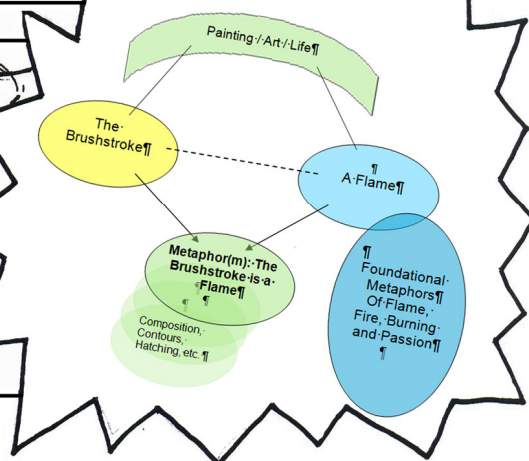 Painting·/·Art·/·Life¶
The·
Brushstroke¶
¶
A·Flame¶
Metaphor(m):·The·
Brushstroke·is·a·
Flame¶
¶
¶ ¶
Composition,·
Contours,·
Hatching,·etc.¶
¶
Foundational·
Metaphors¶
Of·Flame,·
Fire,·Burning·
and·Passion¶
¶